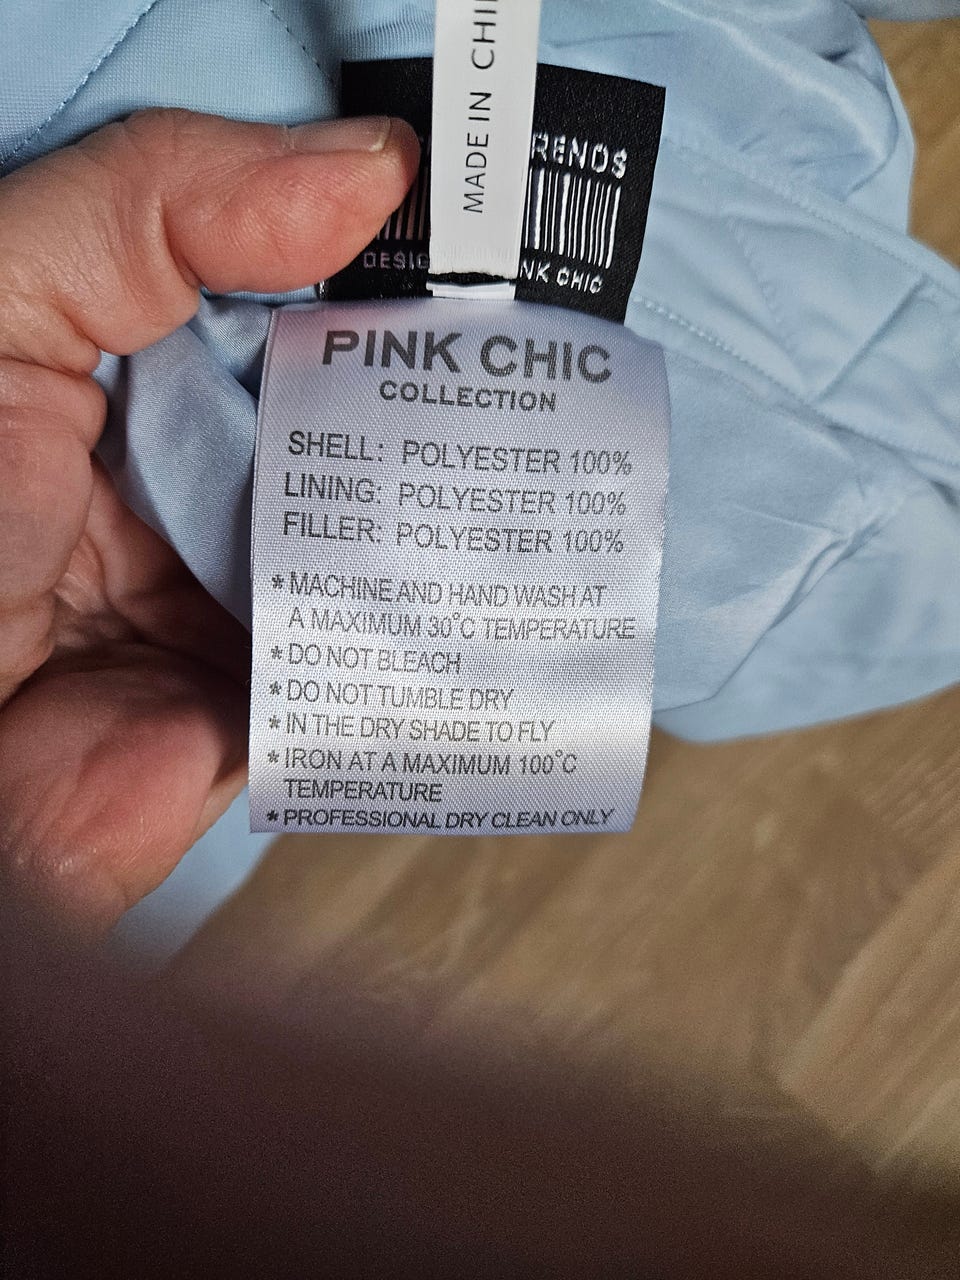 MADE IN
RENDS
NK CHIC
PINK CHIC
COLLECTION
SHELL: POLYESTER 100%
LINING: POLYESTER 100%
FILLER: POLYESTER 100%
* MACHINE AND HAND WASH AT
A MAXIMUM 30°C TEMPERATURE
* DO NOT BLEACH
* DO NOT TUMBLE DRY
* IN THE DRY SHADE TO FLY
* IRON AT A MAXIMUM 100°C
TEMPERATURE
* PROFESSIONAL DRY CLEAN ONLY